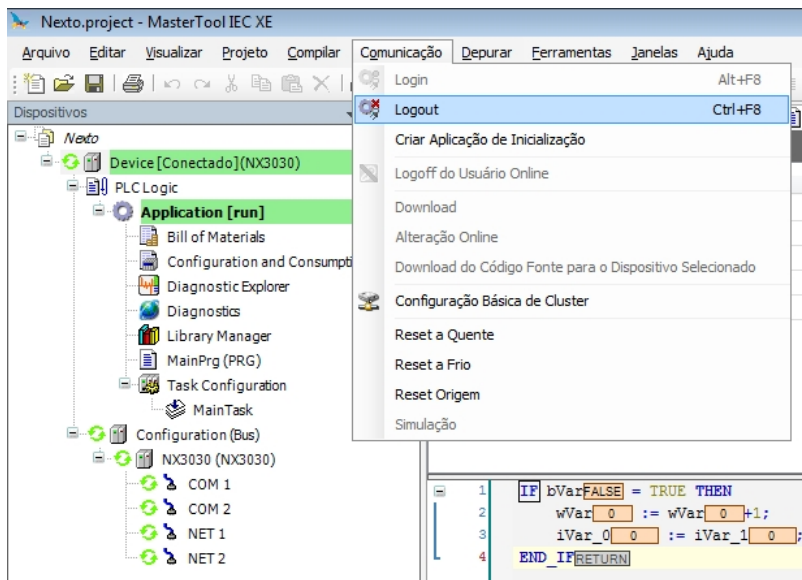 Nexto.project - MasterTool IEC XE
Arquivo Editar Visualizar Projeto Compilar Comunicação Depurar Ferramentas Janelas Ajuda
Dispositivos
Nexto
Device [Conectado] (NX3030)
PLC Logic
Application [run]
Bill of Materials
Configuration and Consumpti
Diagnostic Explorer
Diagnostics
Library Manager
MainPrg (PRG)
Task Configuration
MainTask
Configuration (Bus)
NX3030 (NX3030)
COM 1
COM 2
NET 1
NET 2
Login Alt+F8
Logout Ctrl+F8
Criar Aplicação de Inicialização
Logoff do Usuário Online
Download
Alteração Online
Download do Código Fonte para o Dispositivo Selecionado
Configuração Básica de Cluster
Reset a Quente
Reset a Frio
Reset Origem
Simulação
1 IF bVar FALSE = TRUE THEN
2 wVar 0 := wVar 0 +1;
3 iVar_0 0 := iVar_1 0 ;
4 END_IF RETURN